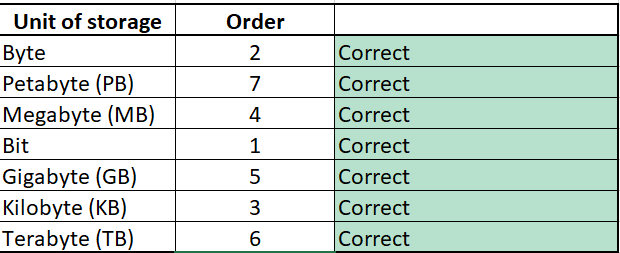 Unit of storage Order
Byte 2 Correct
Petabyte (PB) 7 Correct
Megabyte (MB) 4 Correct
Bit 1 Correct
Gigabyte (GB) 5 Correct
Kilobyte (KB) 3 Correct
Terabyte (TB) 6 Correct